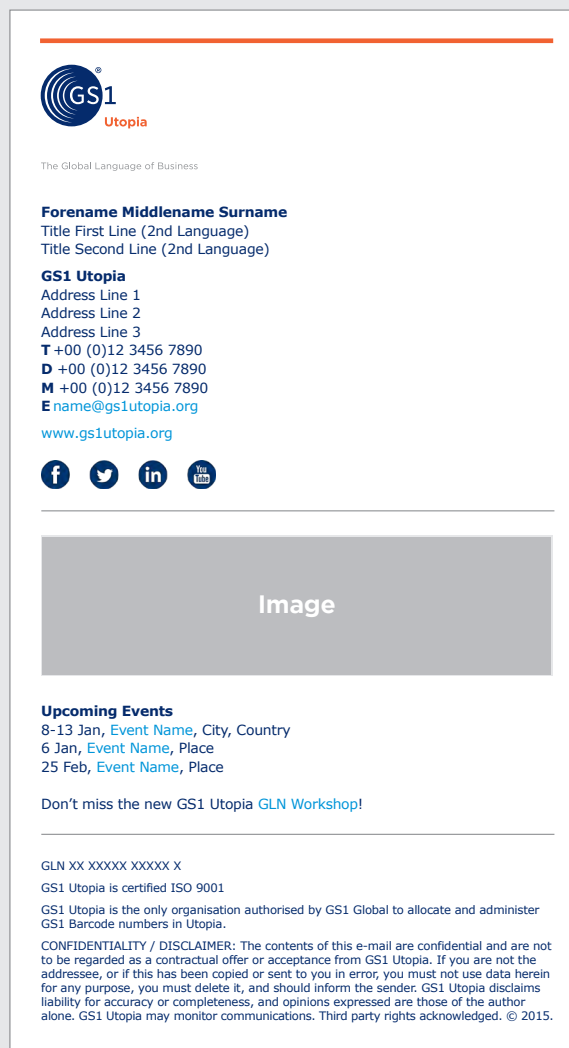 GS1
®
Utopia
The Global Language of Business
Forename Middlename Surname
Title First Line (2nd Language)
Title Second Line (2nd Language)
GS1 Utopia
Address Line 1
Address Line 2
Address Line 3
T +00 (0)12 3456 7890
D +00 (0)12 3456 7890
M +00 (0)12 3456 7890
E name@gs1utopia.org
www.gs1utopia.org
f in You Tube
Image
Upcoming Events
8-13 Jan, Event Name, City, Country
6 Jan, Event Name, Place
25 Feb, Event Name, Place
Don’t miss the new GS1 Utopia GLN Workshop!
GLN XX XXXXX XXXXX X
GS1 Utopia is certified ISO 9001
GS1 Utopia is the only organisation authorised by GS1 Global to allocate and administer
GS1 Barcode numbers in Utopia.
CONFIDENTIALITY / DISCLAIMER: The contents of this e-mail are confidential and are not
to be regarded as a contractual offer or acceptance from GS1 Utopia. If you are not the
addressee, or if this has been copied or sent to you in error, you must not use data herein
for any purpose, you must delete it, and should inform the sender. GS1 Utopia disclaims
liability for accuracy or completeness, and opinions expressed are those of the author
alone. GS1 Utopia may monitor communications. Third party rights acknowledged. © 2015.